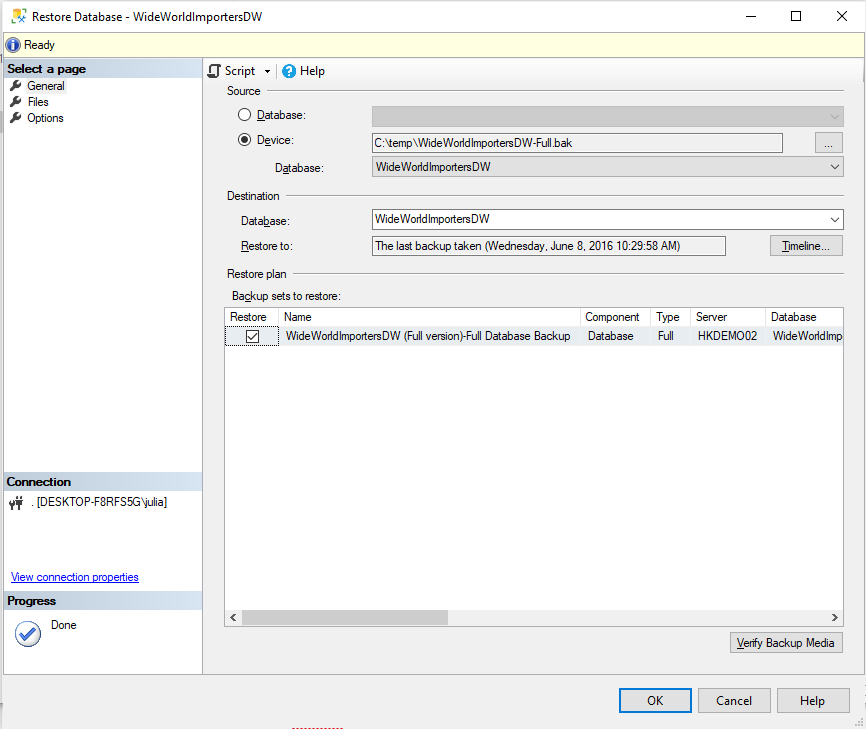 Restore Database - WideWorldImportersDW
Ready
Select a page
General
Files
Options
Script
Help
Source
Database:
Device:
C:\temp\WideWorldImportersDW-Full.bak
...
Database:
WideWorldImportersDW
Destination
Database:
WideWorldImportersDW
Restore to:
The last backup taken (Wednesday, June 8, 2016 10:29:58 AM)
Timeline...
Restore plan
Backup sets to restore:
Restore Name Component Type Server Database
WideWorldImportersDW (Full version)-Full Database Backup Database Full HKDEMO02 WideWorldImp
Connection
. [DESKTOP-F8RFS5G\julia]
View connection properties
Progress
Done
Verify Backup Media
OK Cancel Help